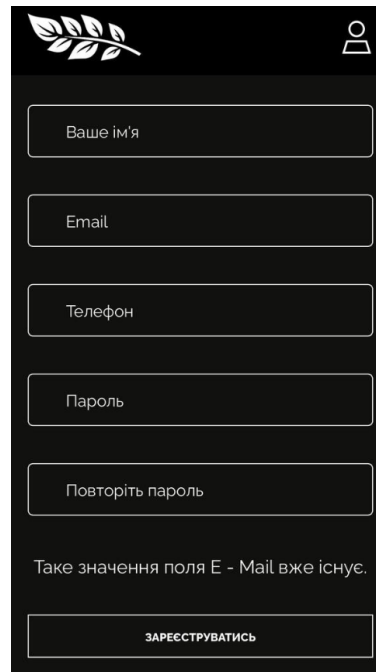 Ваше ім'я
Email
Телефон
Пароль
Повторіть пароль
Таке значення поля E - Mail вже існує.
ЗАРЕЄСТРУВАТИСЬ